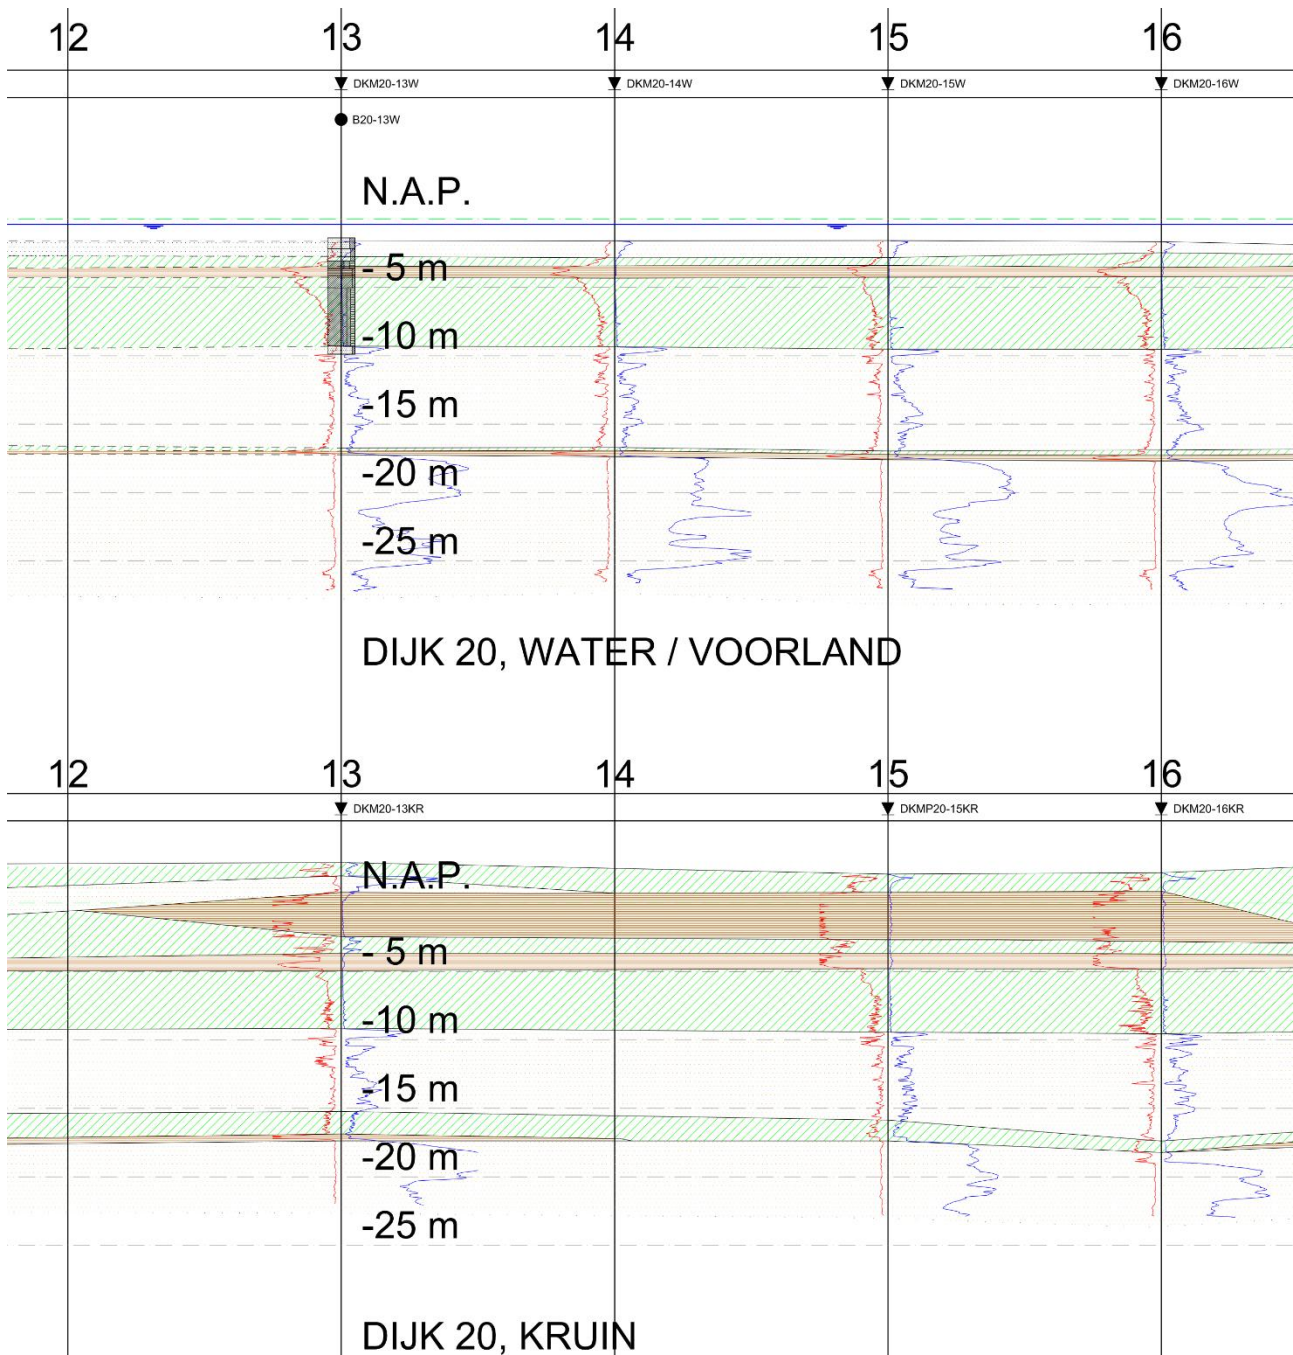 12 13 14 15 16
DKM20-13W DKM20-14W DKM20-15W DKM20-16W
B20-13W
N.A.P.
- 5 m
-10 m
-15 m
-20 m
-25 m
DIJK 20, WATER / VOORLAND
12 13 14 15 16
DKM20-13KR DKMP20-15KR DKM20-16KR
N.A.P.
- 5 m
-10 m
-15 m
-20 m
-25 m
DIJK 20, KRUIN